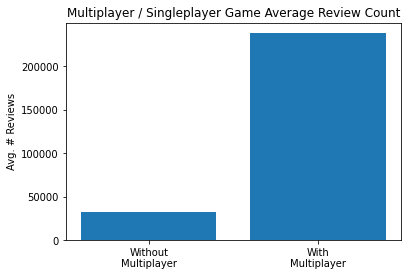 Multiplayer / Singleplayer Game Average Review Count
Avg. # Reviews
200000
150000
100000
50000
0
Without
Multiplayer
With
Multiplayer